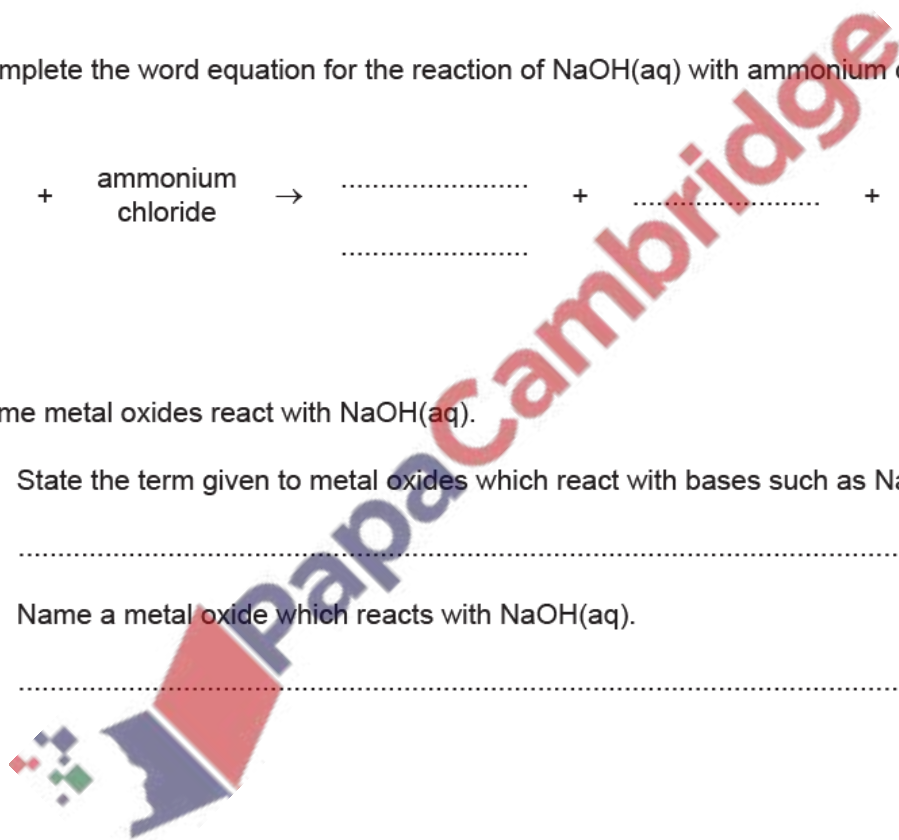 mplete the word equation for the reaction of NaOH(aq) with ammonium c
+ ammonium chloride → ........................ + ........................ +
........................
me metal oxides react with NaOH(aq).
State the term given to metal oxides which react with bases such as Na
Name a metal oxide which reacts with NaOH(aq).
PapaCambridge